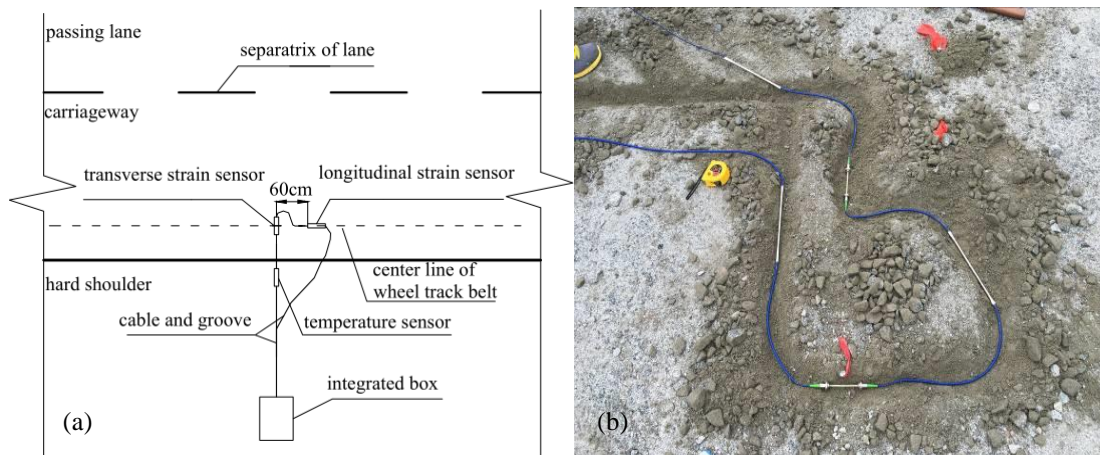 passing lane
separatrix of lane
carriageway
transverse strain sensor
longitudinal strain sensor
60cm
center line of
wheel track belt
hard shoulder
cable and groove
temperature sensor
integrated box
(a)
(b)